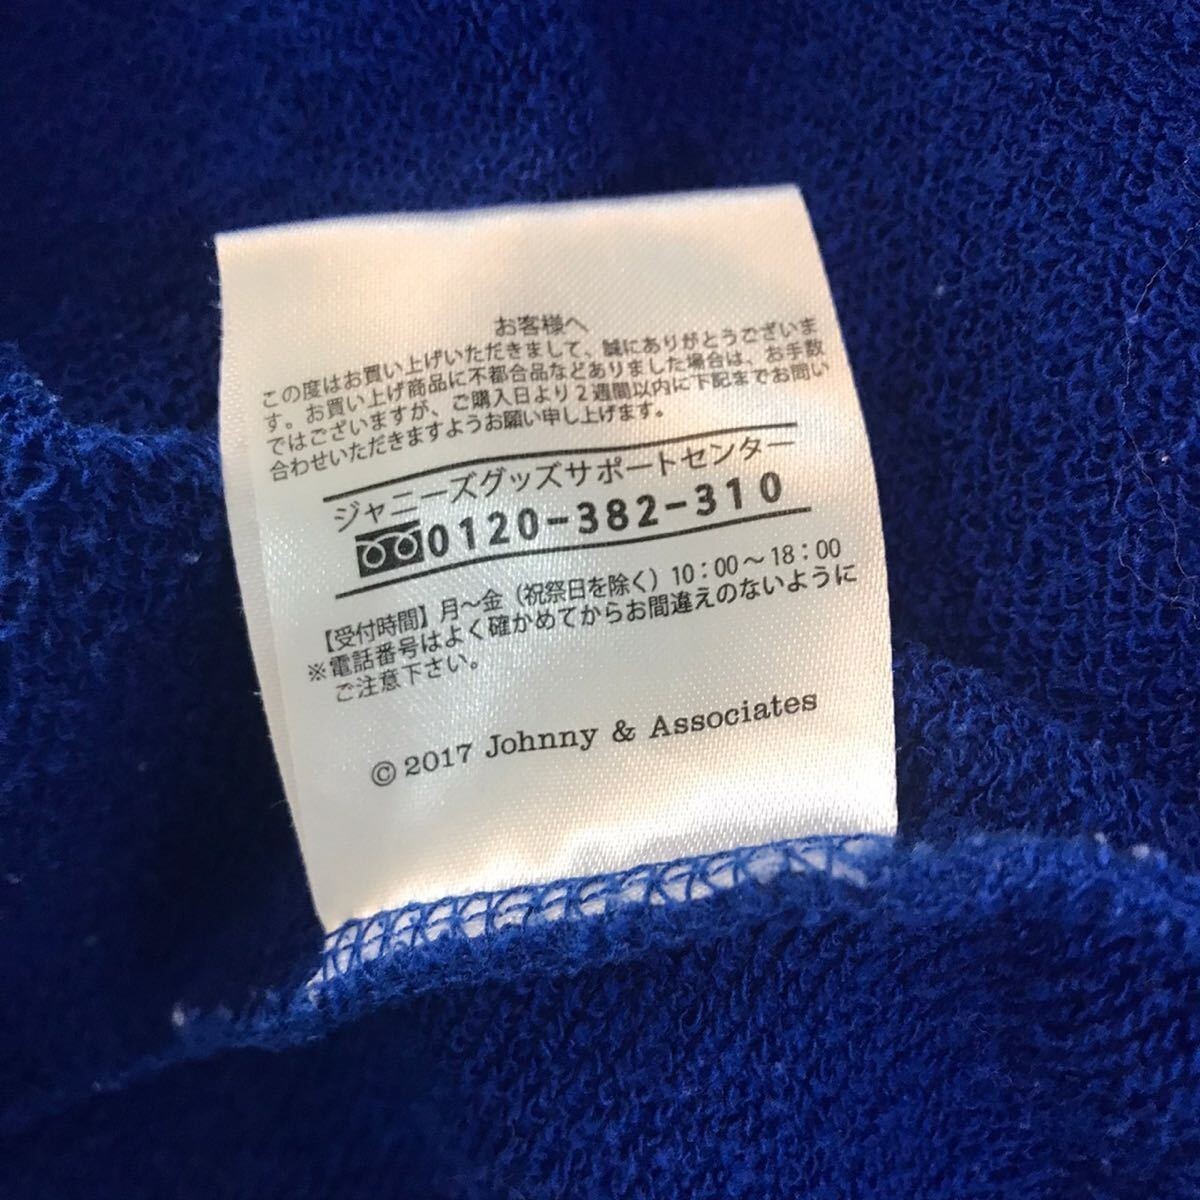 お客様へ
この度はお買い上げいただきまして、誠にありがとうございま
す。お買い上げ商品に不都合品などありました場合は、お手数
ではございますが、ご購入日より2週間以内に下記までお問い
合わせいただきますようお願い申し上げます。
ジャニーズグッズサポートセンター
0120-382-310
【受付時間】月～金（祝祭日を除く）10：00～18：00
※電話番号はよく確かめてからお間違えのないように
ご注意下さい。
© 2017 Johnny & Associates